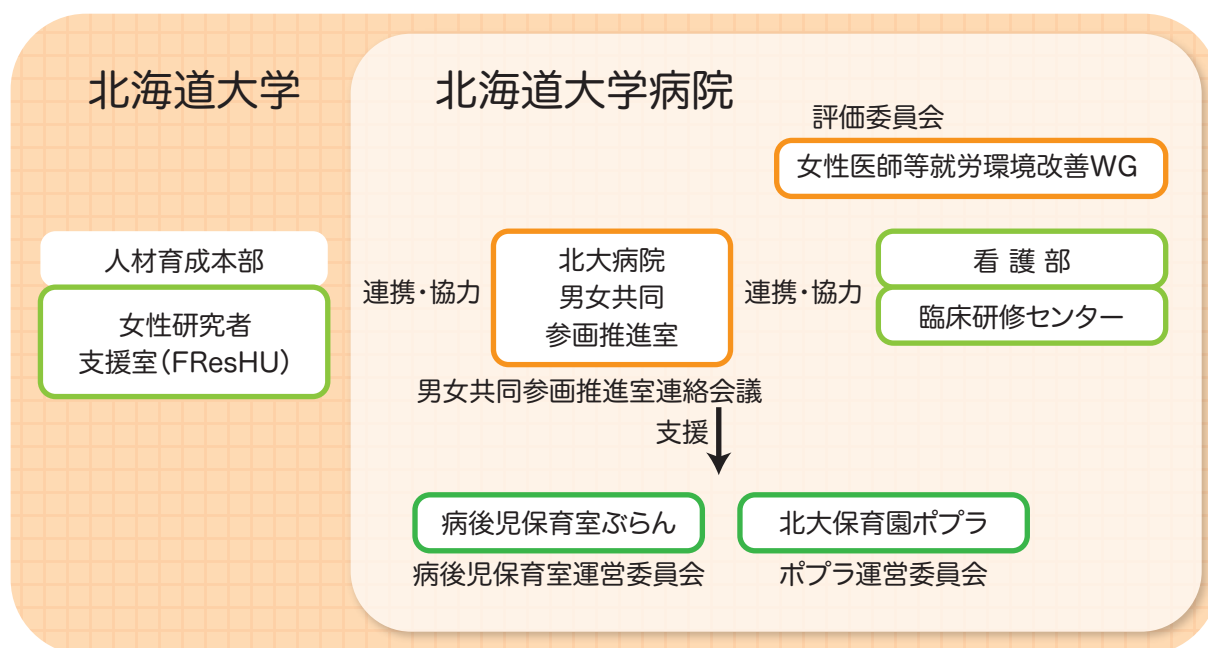 北海道大学
北海道大学病院
評価委員会
女性医師等就労環境改善WG
人材育成本部
女性研究者
支援室(FResHU)
連携・協力
北大病院
男女共同
参画推進室
連携・協力
看護部
臨床研修センター
男女共同参画推進室連絡会議
支援
病後児保育室ぷらん
北大保育園ポプラ
病後児保育室運営委員会
ポプラ運営委員会